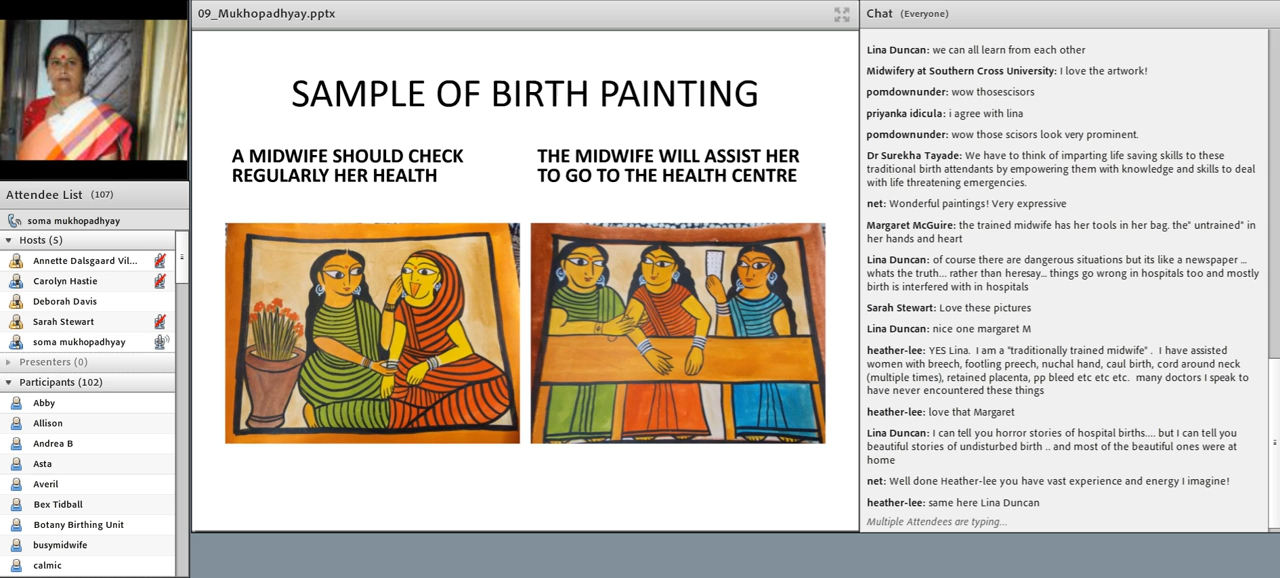 09_Mukhopadhyay.pptx
SAMPLE OF BIRTH PAINTING
A MIDWIFE SHOULD CHECK
REGULARLY HER HEALTH
THE MIDWIFE WILL ASSIST HER
TO GO TO THE HEALTH CENTRE
Attendee List (107)
soma mukhopadhyay
Hosts (5)
Annette Dalsgaard Vil...
Carolyn Hastie
Deborah Davis
Sarah Stewart
soma mukhopadhyay
Presenters (0)
Participants (102)
Abby
Allison
Andrea B
Asta
Averil
Bex Tidball
Botany Birthing Unit
busymidwife
calmic
Chat (Everyone)
Lina Duncan: we can all learn from each other
Midwifery at Southern Cross University: I love the artwork!
pomdownunder: wow thosescisors
priyanka idicula: i agree with lina
pomdownunder: wow those scisors look very prominent.
Dr Surekha Tayade: We have to think of imparting life saving skills to these
traditional birth attendants by empowering them with knowledge and skills to deal
with life threatening emergencies.
net: Wonderful paintings! Very expressive
Margaret McGuire: the trained midwife has her tools in her bag. the" untrained" in
her hands and heart
Lina Duncan: of course there are dangerous situations but its like a newspaper ...
whats the truth... rather than heresay... things go wrong in hospitals too and mostly
birth is interfered with in hospitals
Sarah Stewart: Love these pictures
Lina Duncan: nice one margaret M
heather-lee: YES Lina. I am a "traditionally trained midwife" . I have assisted
women with breech, footling preech, nuchal hand, caul birth, cord around neck
(multiple times), retained placenta, pp bleed etc etc etc. many doctors I speak to
have never encountered these things
heather-lee: love that Margaret
Lina Duncan: I can tell you horror stories of hospital births.... but I can tell you
beautiful stories of undisturbed birth .. and most of the beautiful ones were at
home
net: Well done Heather-lee you have vast experience and energy I imagine!
heather-lee: same here Lina Duncan
Multiple Attendees are typing...